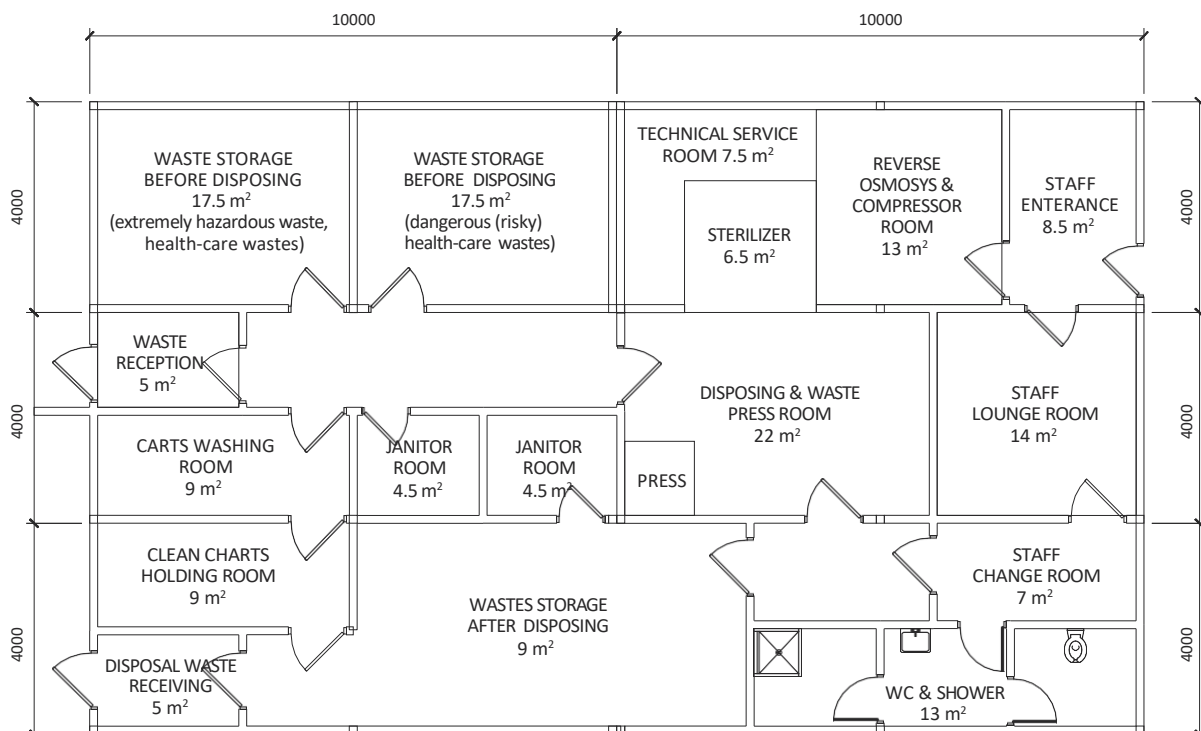 10000
10000
4000
4000
4000
4000
4000
4000
WASTE STORAGE
BEFORE DISPOSING
17.5 m²
(extremely hazardous waste,
health-care wastes)
WASTE STORAGE
BEFORE DISPOSING
17.5 m²
(dangerous (risky)
health-care wastes)
TECHNICAL SERVICE
ROOM 7.5 m²
STERILIZER
6.5 m²
REVERSE
OSMOSYS &
COMPRESSOR
ROOM
13 m²
STAFF
ENTERANCE
8.5 m²
WASTE
RECEPTION
5 m²
DISPOSING & WASTE
PRESS ROOM
22 m²
STAFF
LOUNGE ROOM
14 m²
CARTS WASHING
ROOM
9 m²
JANITOR
ROOM
4.5 m²
JANITOR
ROOM
4.5 m²
PRESS
CLEAN CHARTS
HOLDING ROOM
9 m²
WASTES STORAGE
AFTER DISPOSING
9 m²
STAFF
CHANGE ROOM
7 m²
DISPOSAL WASTE
RECEIVING
5 m²
WC & SHOWER
13 m²